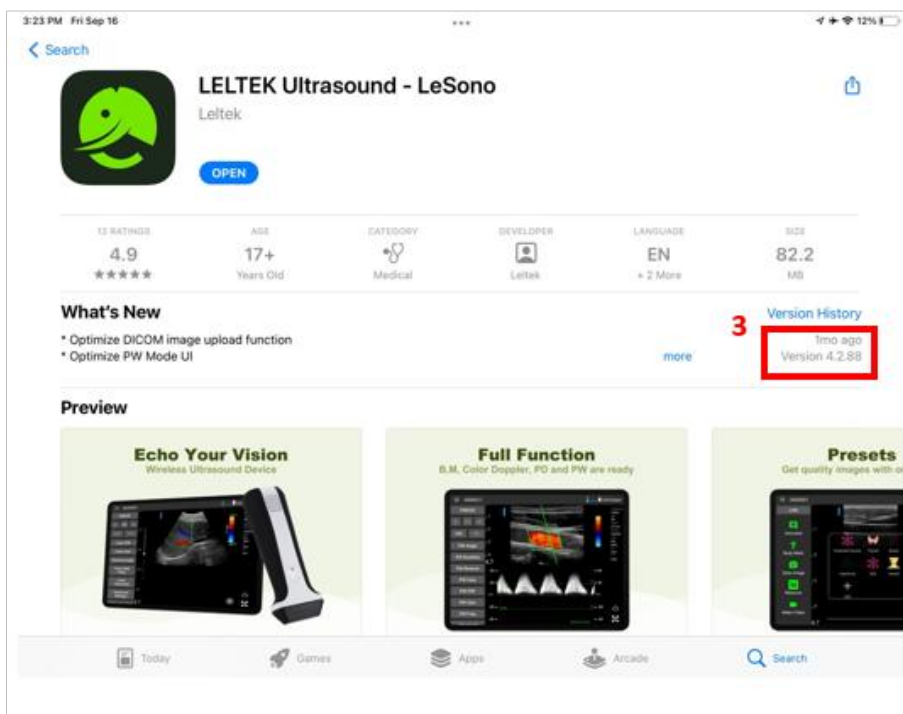 3:23 PM Fri Sep 16
12%
Search
LELTEK Ultrasound - LeSono
Leltek
OPEN
13 RATINGS
4.9
AGE
17+
Years Old
CATEGORY
Medical
DEVELOPER
Leltek
LANGUAGE
EN
+ 2 More
SIZE
82.2
MB
What's New
Version History
* Optimize DICOM image upload function
* Optimize PW Mode UI
more
3
1mo ago
Version 4.2.88
Preview
Echo Your Vision
Wireless Ultrasound Device
Full Function
B.M, Color Doppler, PD and PW are ready
Presets
Get quality images with
Today
Games
Apps
Arcade
Search